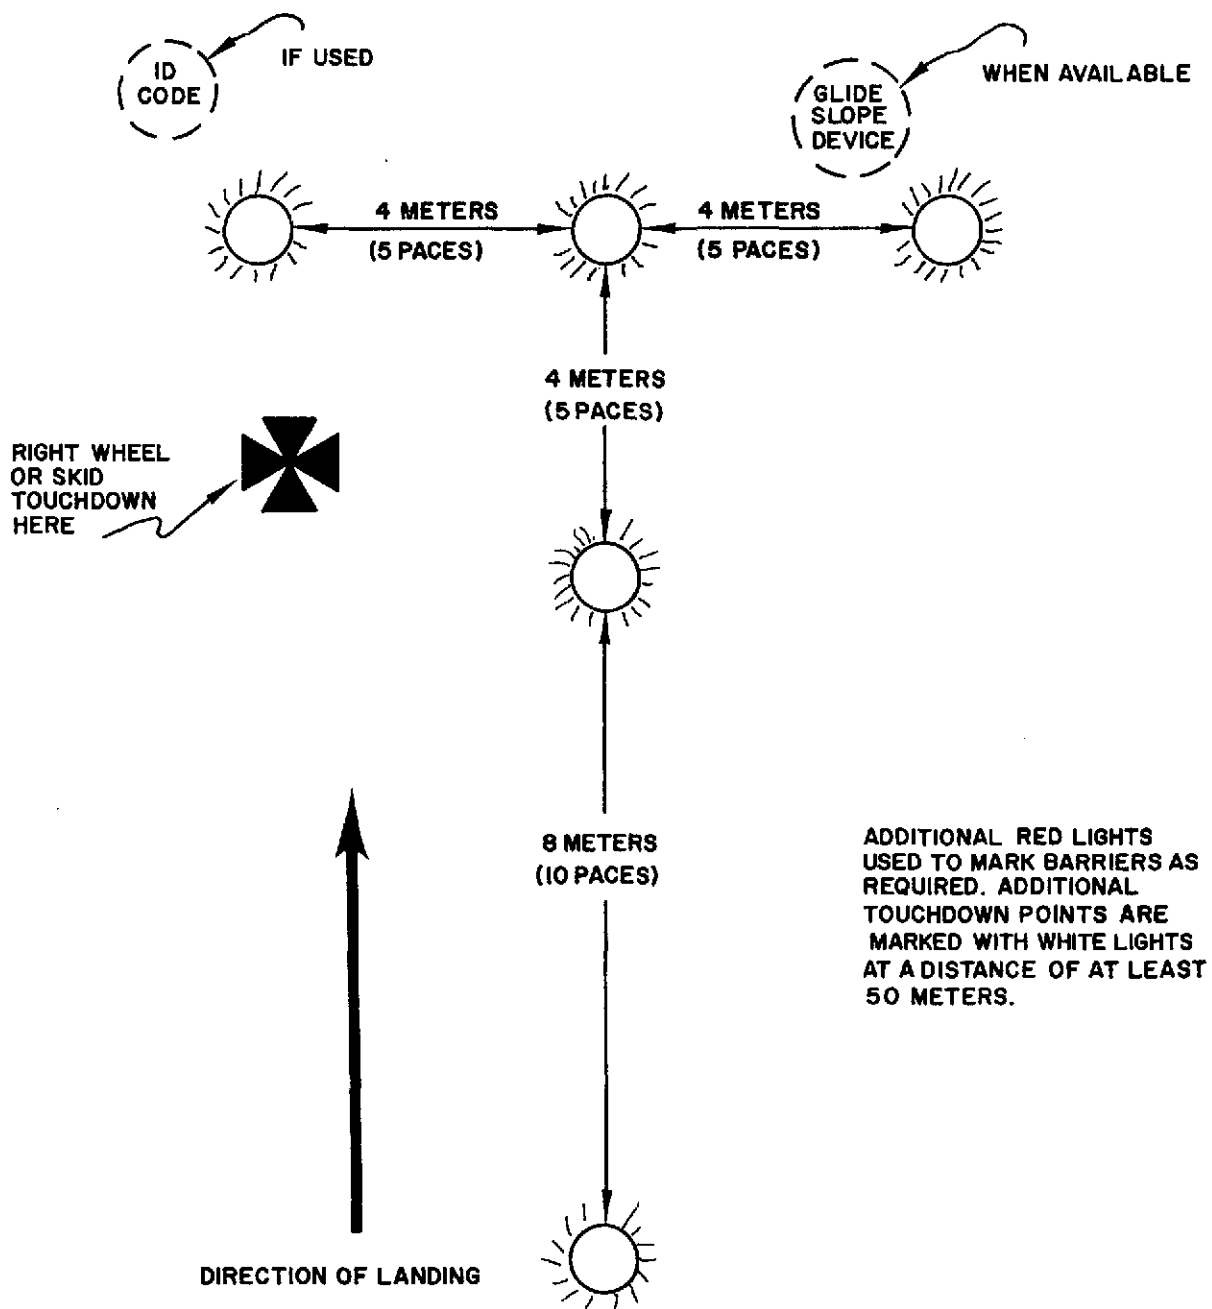 IF USED
ID
CODE
WHEN AVAILABLE
GLIDE
SLOPE
DEVICE
4 METERS
(5 PACES)
4 METERS
(5 PACES)
4 METERS
(5 PACES)
RIGHT WHEEL
OR SKID
TOUCHDOWN
HERE
8 METERS
(10 PACES)
ADDITIONAL RED LIGHTS
USED TO MARK BARRIERS AS
REQUIRED. ADDITIONAL
TOUCHDOWN POINTS ARE
MARKED WITH WHITE LIGHTS
AT A DISTANCE OF AT LEAST
50 METERS.
DIRECTION OF LANDING